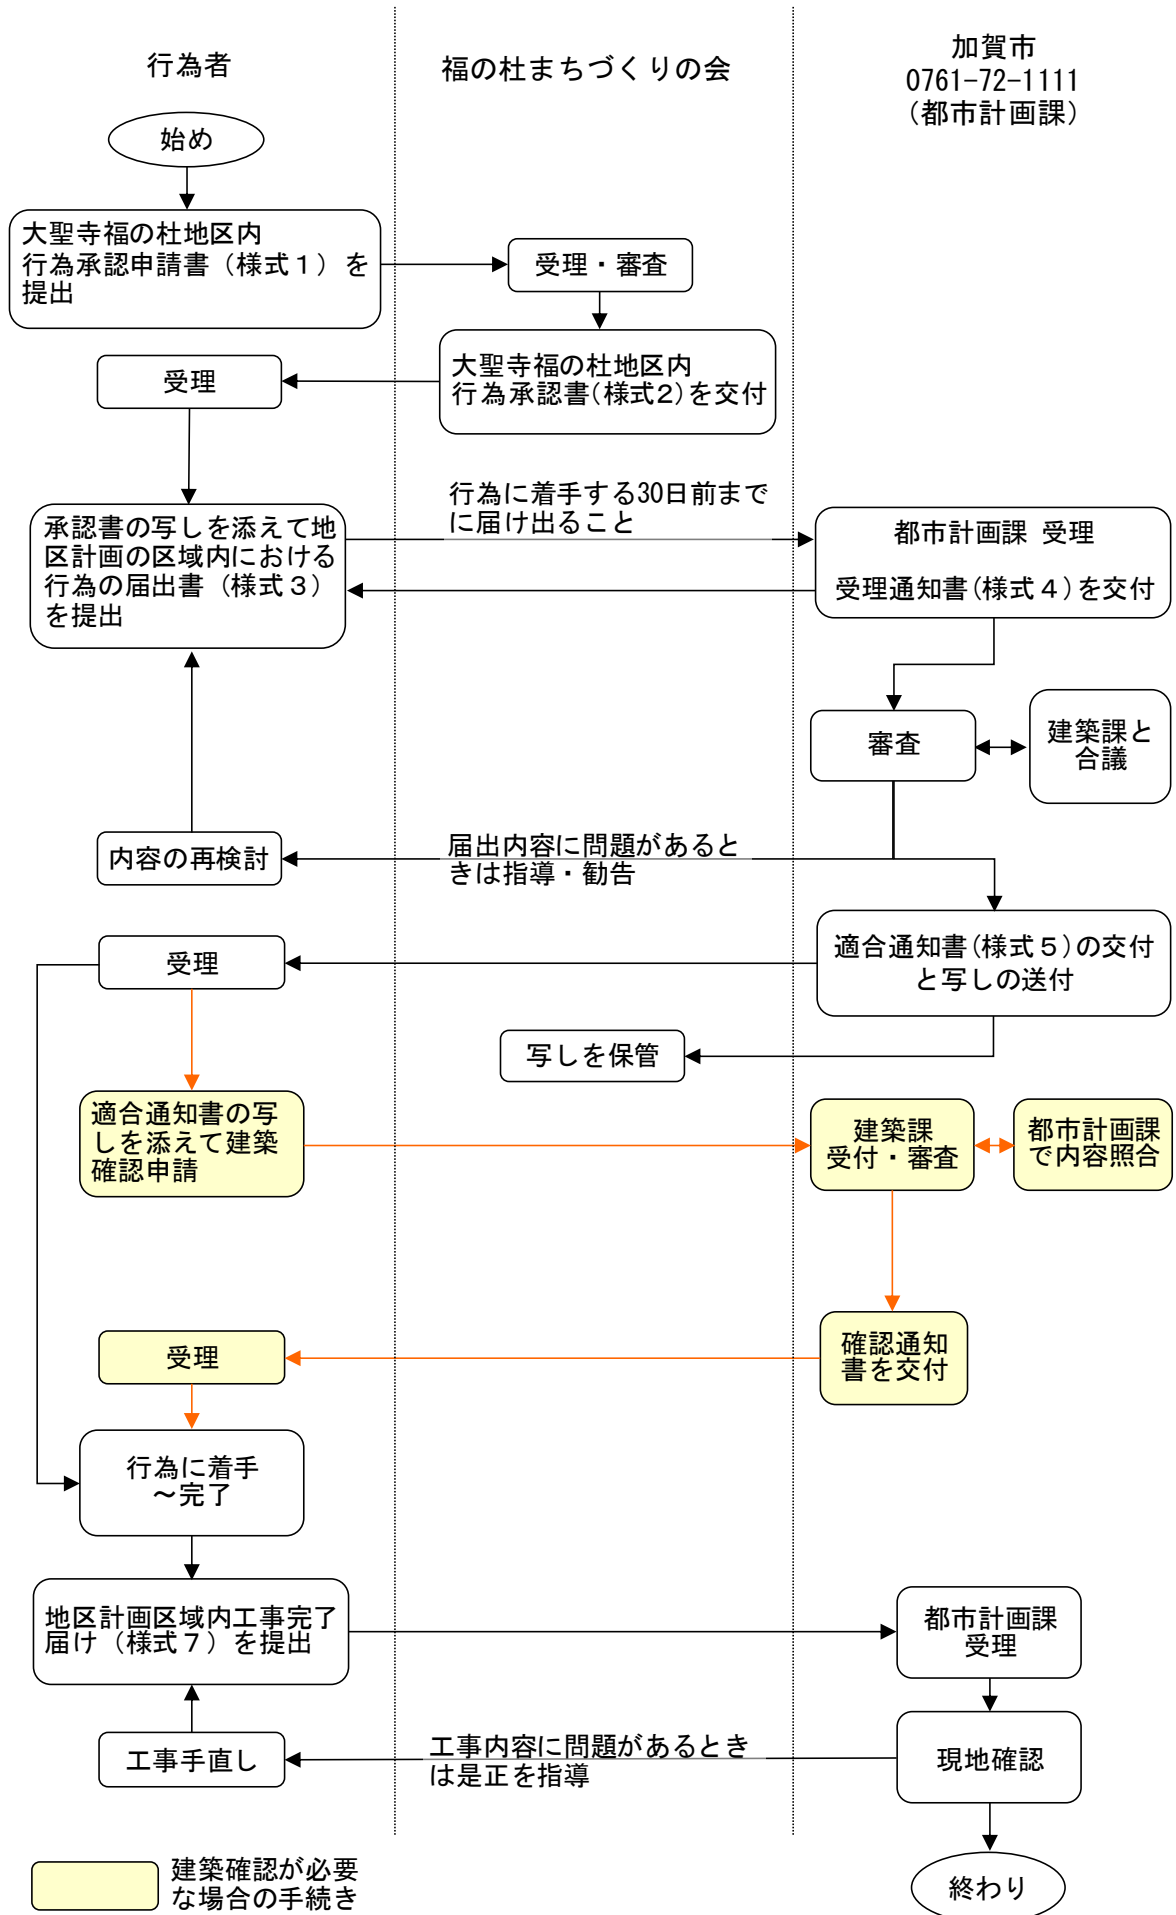 行為者
福の杜まちづくりの会
加賀市
0761-72-1111
(都市計画課)
始め
大聖寺福の杜地区内
行為承認申請書（様式１）を
提出
受理・審査
大聖寺福の杜地区内
行為承認書(様式2)を交付
受理
行為に着手する30日前まで
に届け出ること
承認書の写しを添えて地
区計画の区域内における
行為の届出書（様式３）
を提出
都市計画課 受理
受理通知書(様式４)を交付
審査
建築課と
合議
届出内容に問題があると
きは指導・勧告
内容の再検討
適合通知書(様式５)の交付
と写しの送付
受理
写しを保管
適合通知書の写
しを添えて建築
確認申請
建築課
受付・審査
都市計画課
で内容照合
確認通知
書を交付
受理
行為に着手
～完了
地区計画区域内工事完了
届け（様式７）を提出
都市計画課
受理
工事内容に問題があるとき
は是正を指導
工事手直し
現地確認
終わり
建築確認が必要
な場合の手続き